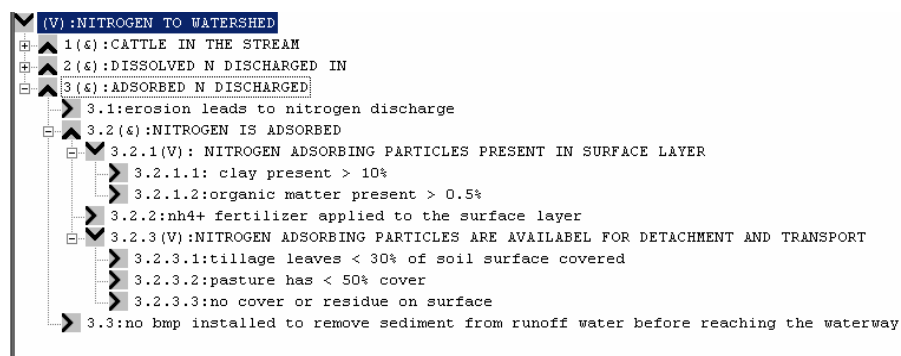 (V):NITROGEN TO WATERSHED
1(&):CATTLE IN THE STREAM
2(&):DISSOLVED N DISCHARGED IN
3(&):ADSORBED N DISCHARGED
3.1:erosion leads to nitrogen discharge
3.2(&):NITROGEN IS ADSORBED
3.2.1(V): NITROGEN ADSORBING PARTICLES PRESENT IN SURFACE LAYER
3.2.1.1: clay present > 10%
3.2.1.2:organic matter present > 0.5%
3.2.2:nh4+ fertilizer applied to the surface layer
3.2.3(V):NITROGEN ADSORBING PARTICLES ARE AVAILABEL FOR DETACHMENT AND TRANSPORT
3.2.3.1:tillage leaves < 30% of soil surface covered
3.2.3.2:pasture has < 50% cover
3.2.3.3:no cover or residue on surface
3.3:no bmp installed to remove sediment from runoff water before reaching the waterway